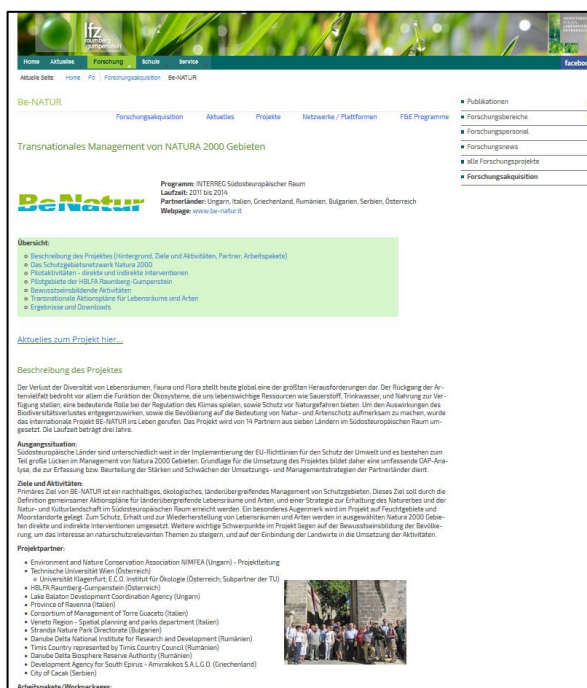 lfz
raumberg
gumpenstein
Home Aktuelles Forschung Schule Service
facebo
Aktuelle Seite: Home Fo Forschungsakquisition Be-NATUR
Be-NATUR
Forschungsakquisition Aktuelles Projekte Netzwerke / Plattformen F&E Programme
Publikationen
Forschungsbereiche
Forschungspersonal
Forschungsnews
alle Forschungsprojekte
Forschungsakquisition
Transnationales Management von NATURA 2000 Gebieten
BeNatur
Programm: INTERREG Südosteuropäischer Raum
Laufzeit: 2011 bis 2014
Partnerländer: Ungarn, Italien, Griechenland, Rumänien, Bulgarien, Serbien, Österreich
Webpage: www.be-natur.it
Übersicht:
Beschreibung des Projektes (Hintergrund, Ziele und Aktivitäten, Partner, Arbeitspakete)
Das Schutzgebietsnetzwerk Natura 2000
Pilotaktivitäten - direkte und indirekte Interventionen
Pilotgebiete der HBLFA Raumberg-Gumpenstein
Bewusstseinsbildende Aktivitäten
Transnationale Aktionspläne für Lebensräume und Arten
Ergebnisse und Downloads
Aktuelles zum Projekt hier...
Beschreibung des Projektes
Der Verlust der Diversität von Lebensräumen, Fauna und Flora stellt heute global eine der größten Herausforderungen dar. Der Rückgang der Ar-
tenvielfalt bedroht vor allem die Funktion der Ökosysteme, die uns lebenswichtige Ressourcen wie Sauerstoff, Trinkwasser, und Nahrung zur Ver-
fügung stellen, eine bedeutende Rolle bei der Regulation des Klimas spielen, sowie Schutz vor Naturgefahren bieten. Um den Auswirkungen des
Biodiversitätsverlustes entgegenzuwirken, sowie die Bevölkerung auf die Bedeutung von Natur- und Artenschutz aufmerksam zu machen, wurde
das internationale Projekt BE-NATUR ins Leben gerufen. Das Projekt wird von 14 Partnern aus sieben Ländern im Südosteuropäischen Raum um-
gesetzt. Die Laufzeit beträgt drei Jahre.
Ausgangssituation:
Südosteuropäische Länder sind unterschiedlich weit in der Implementierung der EU-Richtlinien für den Schutz der Umwelt und es bestehen zum
Teil große Lücken im Management von Natura 2000 Gebieten. Grundlage für die Umsetzung des Projektes bildet daher eine umfassende GAP-Ana-
lyse, die zur Erfassung bzw. Beurteilung der Stärken und Schwächen der Umsetzungs- und Managementstrategien der Partnerländer dient.
Ziele und Aktivitäten:
Primäres Ziel von BE-NATUR ist ein nachhaltiges, ökologisches, länderübergreifendes Management von Schutzgebieten. Dieses Ziel soll durch die
Definition gemeinsamer Aktionspläne für länderübergreifende Lebensräume und Arten, und einer Strategie zur Erhaltung des Naturerbes und der
Natur- und Kulturlandschaft im Südosteuropäischen Raum erreicht werden. Ein besonderes Augenmerk wird im Projekt auf Feuchtgebiete und
Moorstandorte gelegt. Zum Schutz, Erhalt und zur Wiederherstellung von Lebensräumen und Arten werden in ausgewählten Natura 2000 Gebie-
ten direkte und indirekte Interventionen umgesetzt. Weitere wichtige Schwerpunkte im Projekt liegen auf der Bewusstseinsbildung der Bevölke-
rung, um das Interesse an naturschutzrelevanten Themen zu steigern, und auf der Einbindung der Landwirte in die Umsetzung der Aktivitäten.
Projektpartner:
Environment and Nature Conservation Association NIMFEA (Ungarn) - Projektleitung
Technische Universität Wien (Österreich)
Universität Klagenfurt; E.C.O. Institut für Ökologie (Österreich; Subpartner der TU)
HBLFA Raumberg-Gumpenstein (Österreich)
Lake Balaton Development Coordination Agency (Ungarn)
Province of Ravenna (Italien)
Consortium of Management of Torre Guaceto (Italien)
Veneto Region - Spatial planning and parks department (Italien)
Strandja Nature Park Directorate (Bulgarien)
Danube Delta National Institute for Research and Development (Rumänien)
Timis Country represented by Timis Country Council (Rumänien)
Danube Delta Biosphere Reserve Authority (Rumänien)
Development Agency for South Epirus - Amvrakikos S.A.L.G.O. (Griechenland)
City of Cacak (Serbien)
Arbeitspakete/Workpackages: